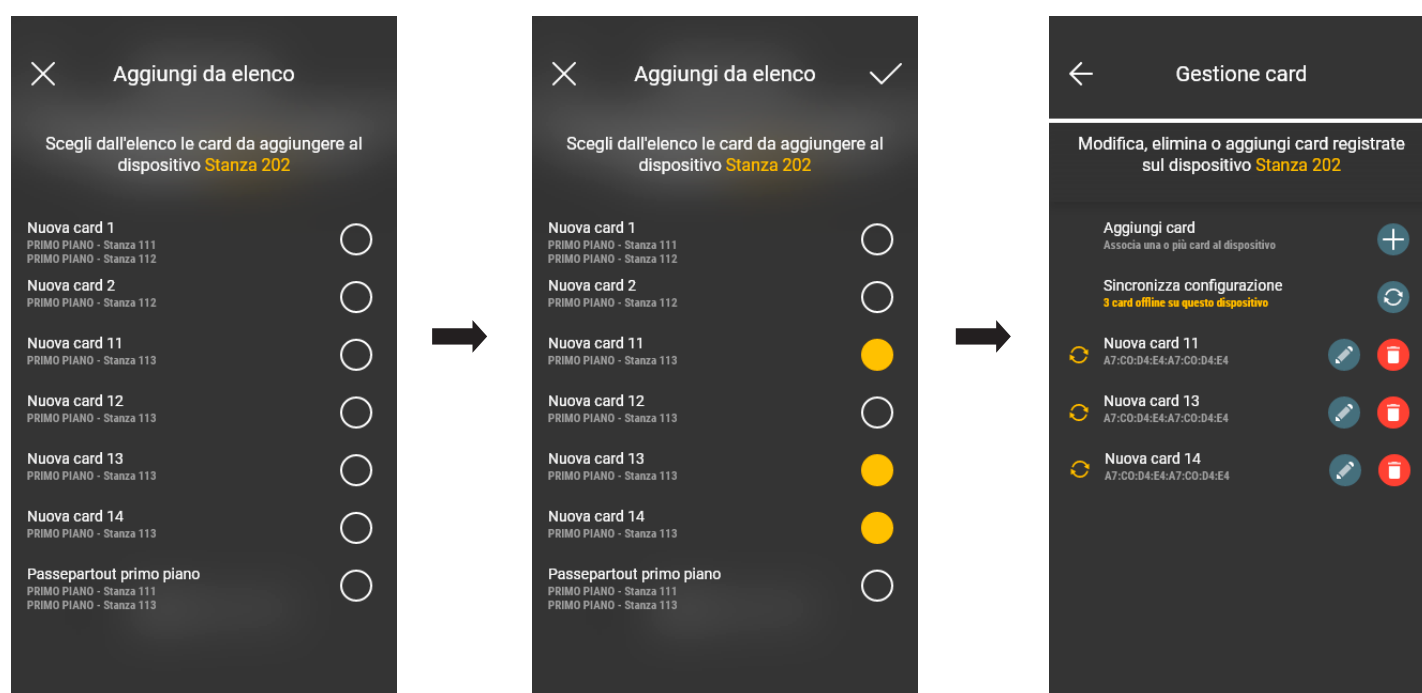 Aggiungi da elenco
Scegli dall'elenco le card da aggiungere al
dispositivo Stanza 202
Nuova card 1
PRIMO PIANO - Stanza 111
PRIMO PIANO - Stanza 112
Nuova card 2
PRIMO PIANO - Stanza 112
Nuova card 11
PRIMO PIANO - Stanza 113
Nuova card 12
PRIMO PIANO - Stanza 113
Nuova card 13
PRIMO PIANO - Stanza 113
Nuova card 14
PRIMO PIANO - Stanza 113
Passepartout primo piano
PRIMO PIANO - Stanza 111
PRIMO PIANO - Stanza 113
Aggiungi da elenco
Scegli dall'elenco le card da aggiungere al
dispositivo Stanza 202
Nuova card 1
PRIMO PIANO - Stanza 111
PRIMO PIANO - Stanza 112
Nuova card 2
PRIMO PIANO - Stanza 112
Nuova card 11
PRIMO PIANO - Stanza 113
Nuova card 12
PRIMO PIANO - Stanza 113
Nuova card 13
PRIMO PIANO - Stanza 113
Nuova card 14
PRIMO PIANO - Stanza 113
Passepartout primo piano
PRIMO PIANO - Stanza 111
PRIMO PIANO - Stanza 113
Gestione card
Modifica, elimina o aggiungi card registrate
sul dispositivo Stanza 202
Aggiungi card
Associa una o più card al dispositivo
Sincronizza configurazione
3 card offline su questo dispositivo
Nuova card 11
A7:C0:D4:E4:A7:C0:D4:E4
Nuova card 13
A7:C0:D4:E4:A7:C0:D4:E4
Nuova card 14
A7:C0:D4:E4:A7:C0:D4:E4